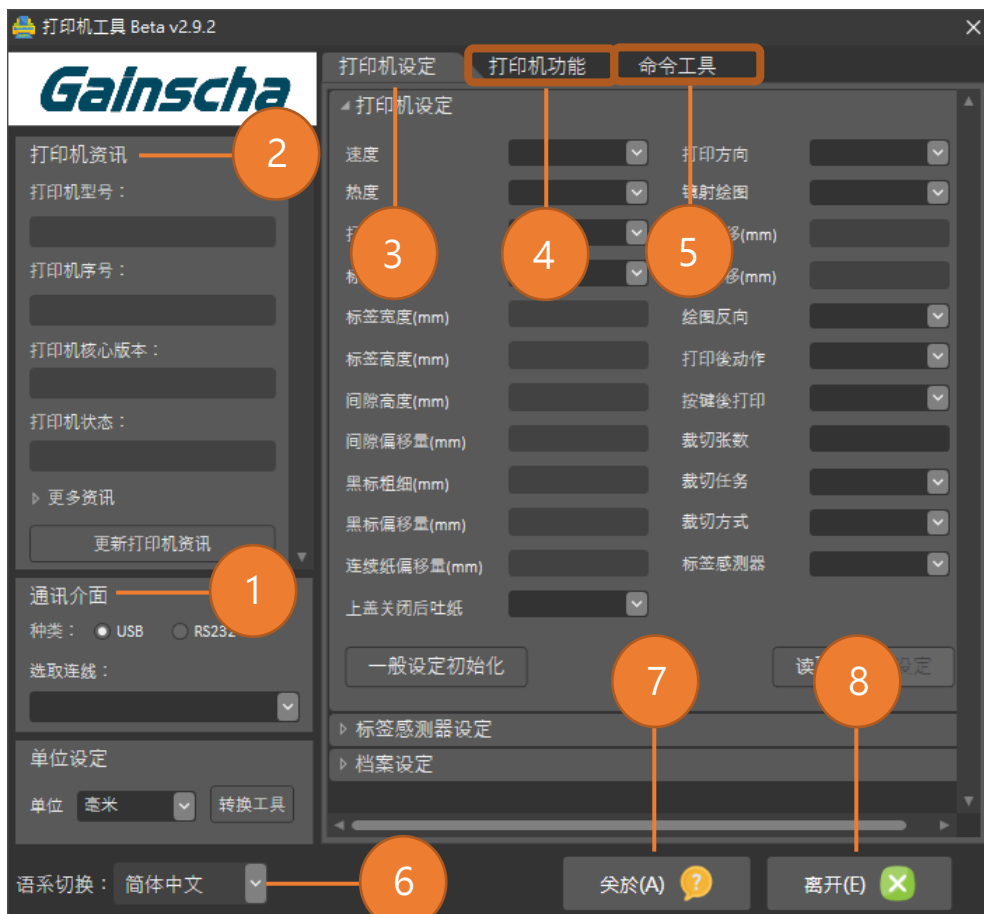 打印机工具 Beta v2.9.2
Gainscha
打印机设定
打印机功能
命令工具
2
打印机资讯
打印机型号：
打印机序号：
打印机核心版本：
打印机状态：
更多资讯
更新打印机资讯
1
通讯介面
种类： USB RS232
选取连线：
单位设定
单位 毫米 转换工具
打印机设定
速度 打印方向
热度 镜射绘图
3
4
5
(mm)
(mm)
标签宽度(mm) 绘图反向
标签高度(mm) 打印後动作
间隙高度(mm) 按键後打印
间隙偏移量(mm) 裁切张数
黑标粗细(mm) 裁切任务
黑标偏移量(mm) 裁切方式
连续纸偏移量(mm) 标签感测器
上盖关闭后吐纸
一般设定初始化
7
8
标签感测器设定
档案设定
语系切换： 简体中文
6
关於(A)
离开(E)